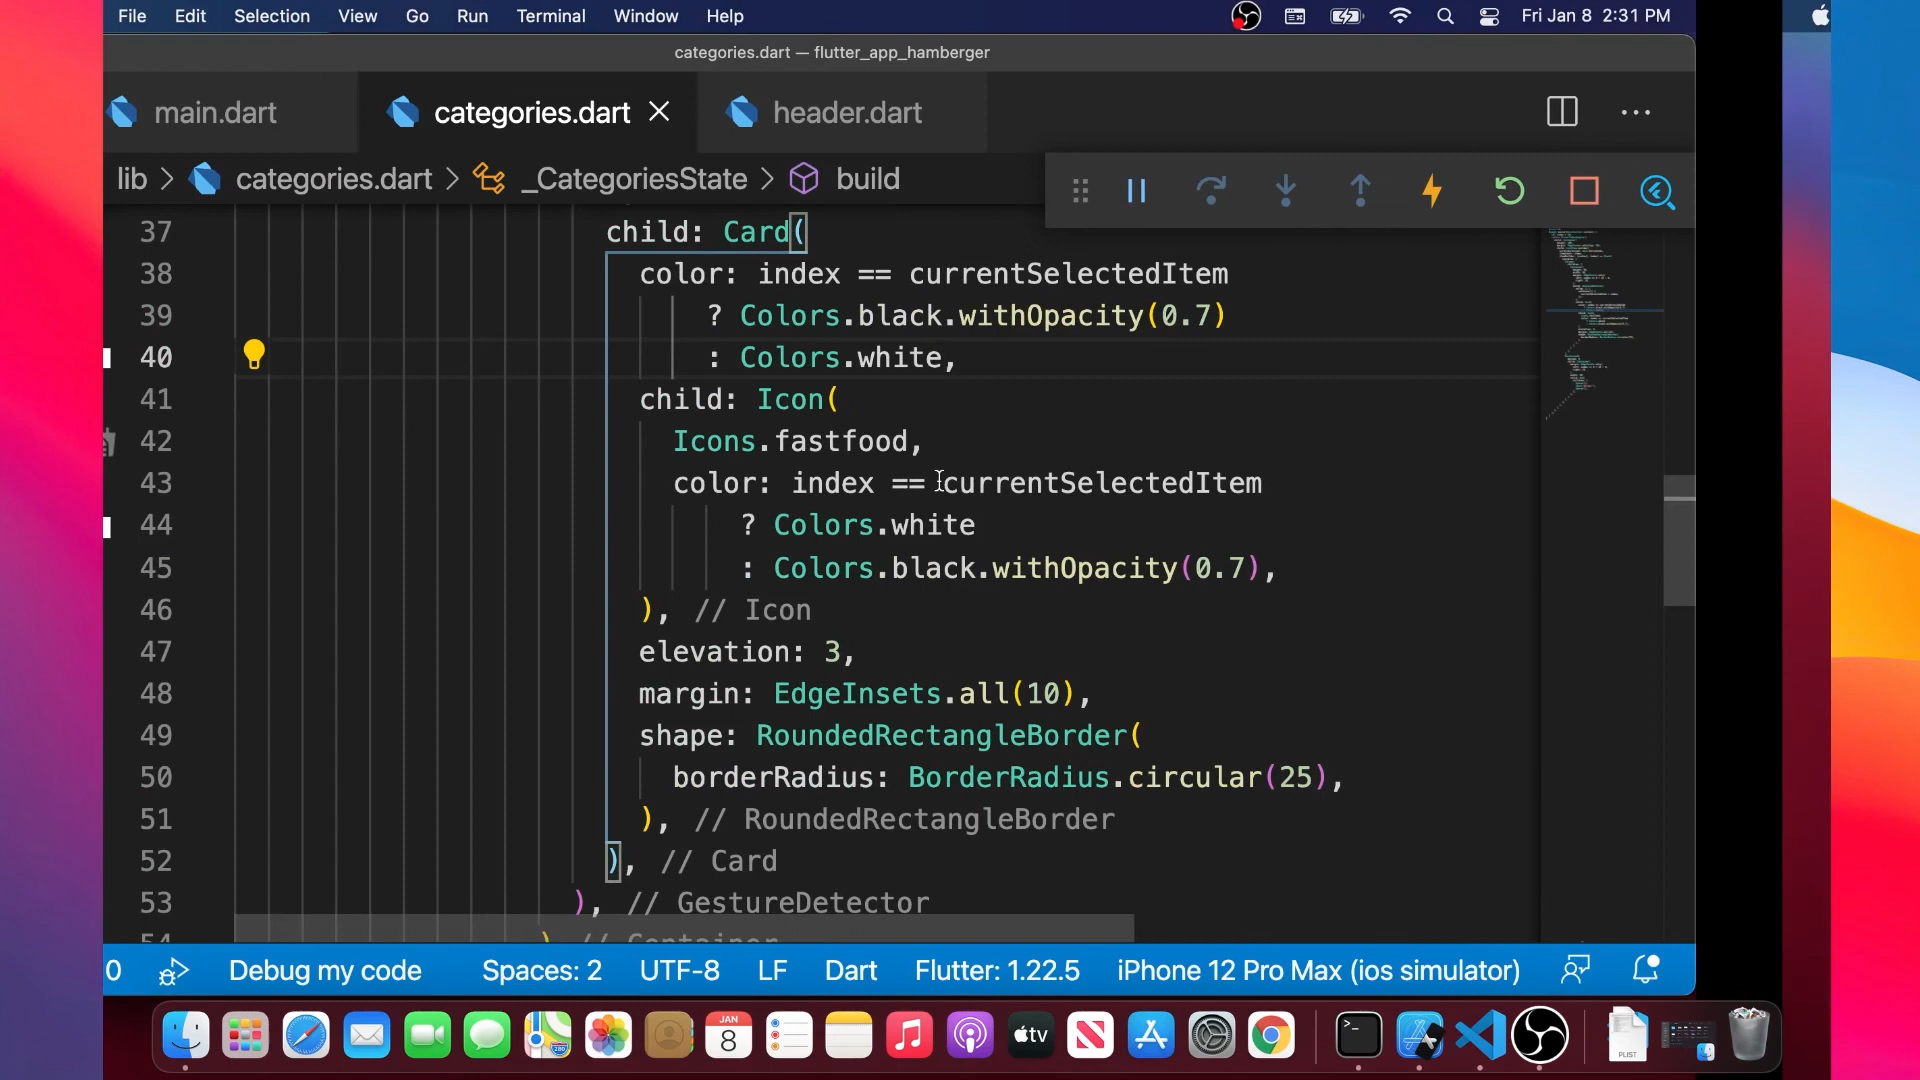 File Edit Selection View Go Run Terminal Window Help Fri Jan 8 2:31 PM
categories.dart — flutter_app_hamberger
main.dart categories.dart header.dart
lib > categories.dart > _CategoriesState > build
37 child: Card(
38 color: index == currentSelectedItem
39 ? Colors.black.withOpacity(0.7)
40 : Colors.white,
41 child: Icon(
42 Icons.fastfood,
43 color: index == currentSelectedItem
44 ? Colors.white
45 : Colors.black.withOpacity(0.7),
46 ), // Icon
47 elevation: 3,
48 margin: EdgeInsets.all(10),
49 shape: RoundedRectangleBorder(
50 borderRadius: BorderRadius.circular(25),
51 ), // RoundedRectangleBorder
52 ), // Card
53 ), // GestureDetector
54 ) // Container
0 Debug my code Spaces: 2 UTF-8 LF Dart Flutter: 1.22.5 iPhone 12 Pro Max (ios simulator)
JAN
8
tv
PLIST